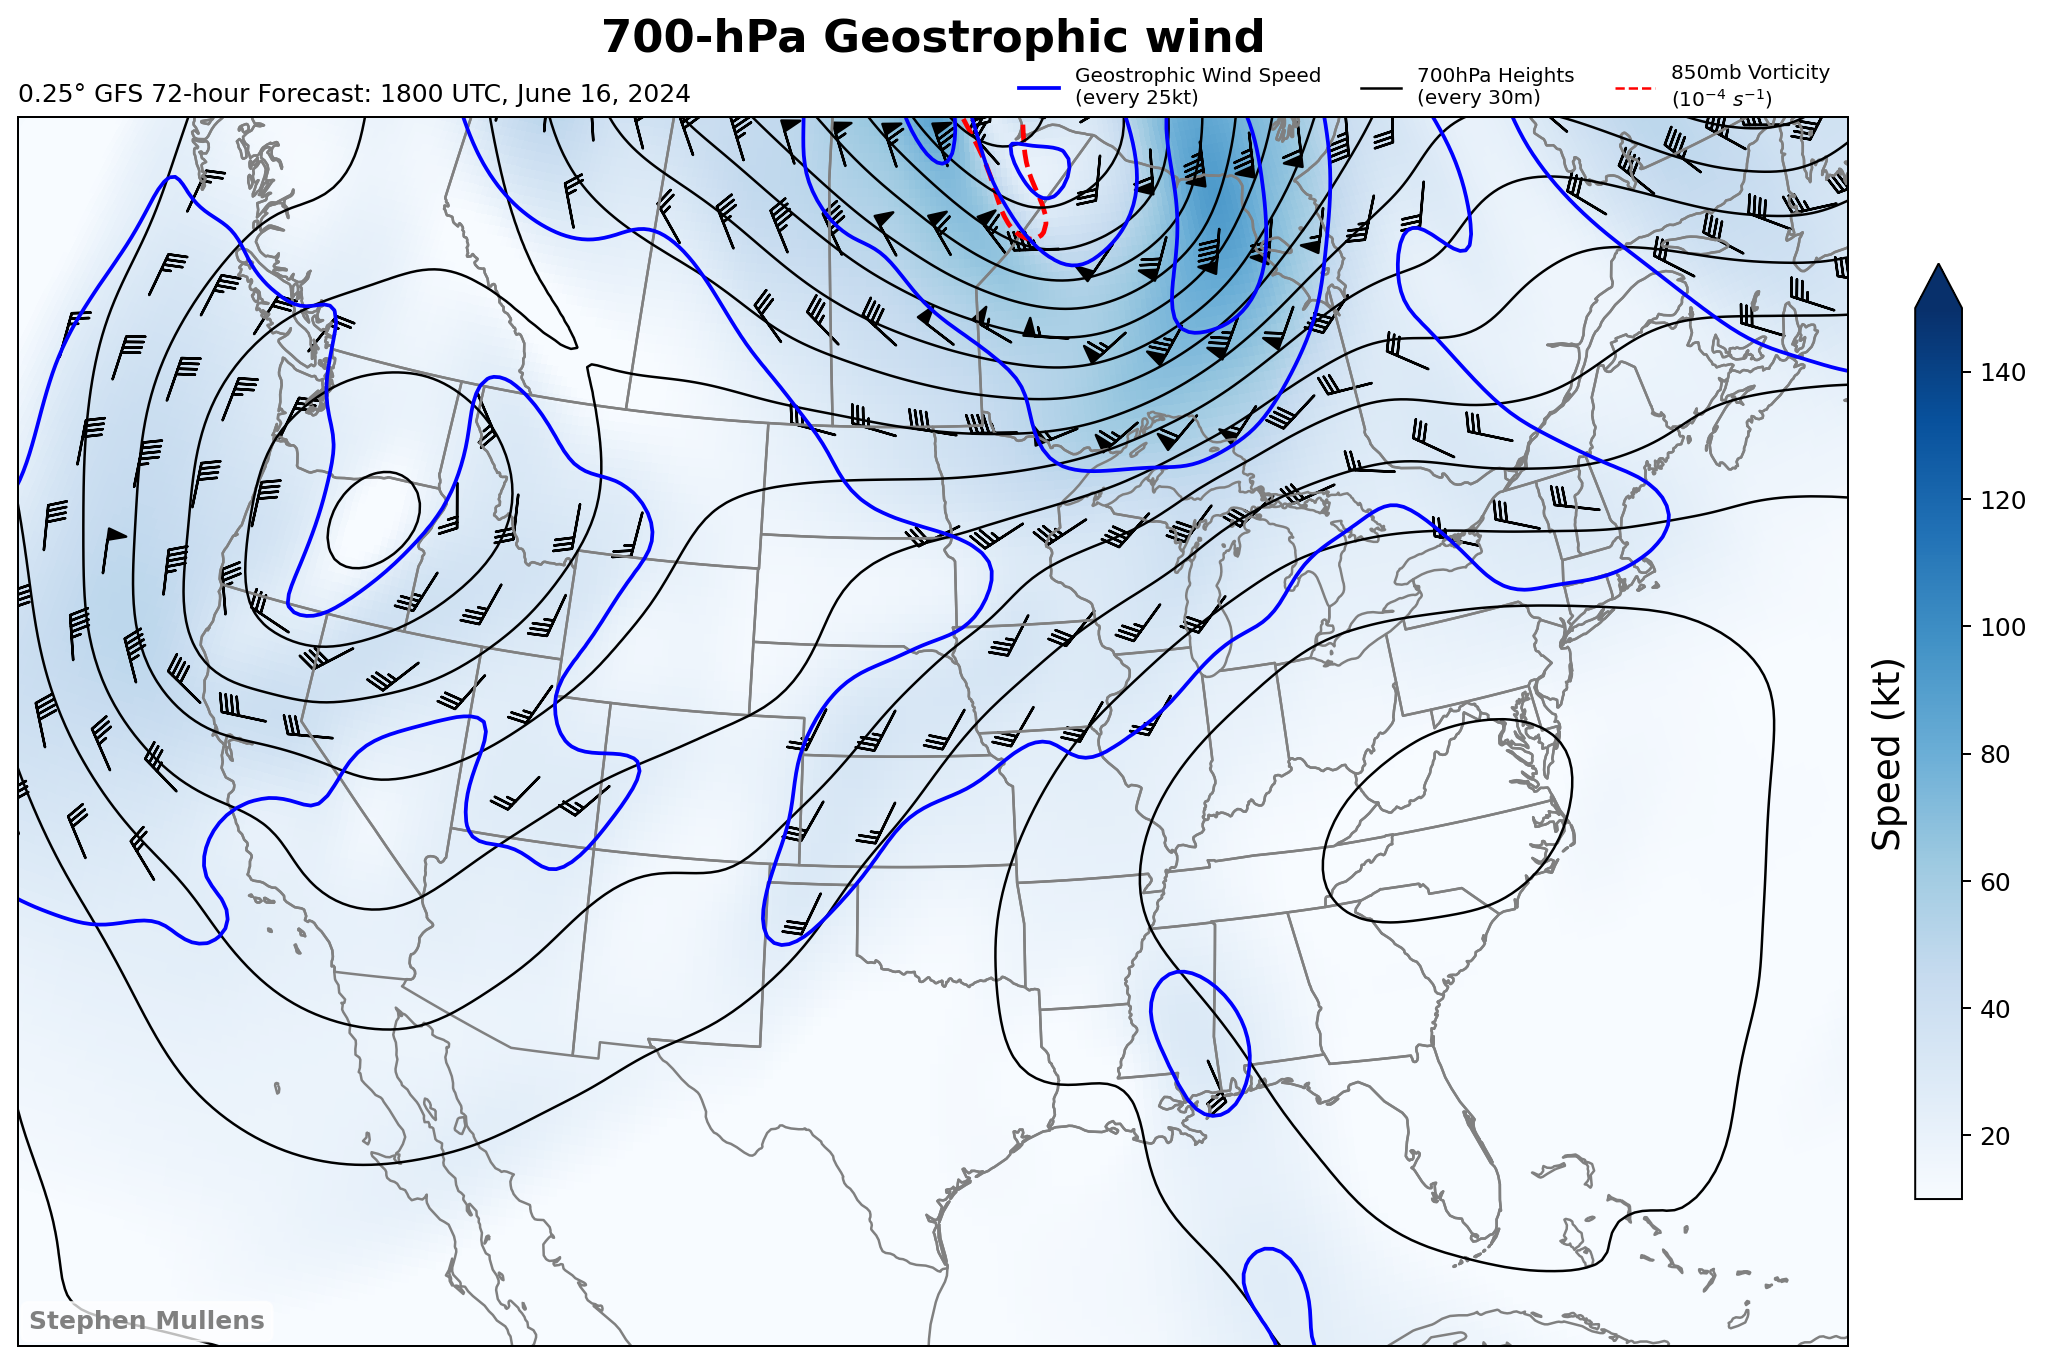 700-hPa Geostrophic wind
0.25° GFS 72-hour Forecast: 1800 UTC, June 16, 2024
Geostrophic Wind Speed
(every 25kt)
700hPa Heights
(every 30m)
850mb Vorticity
(10⁻⁴ s⁻¹)
140
120
100
80
60
40
20
Speed (kt)
Stephen Mullens